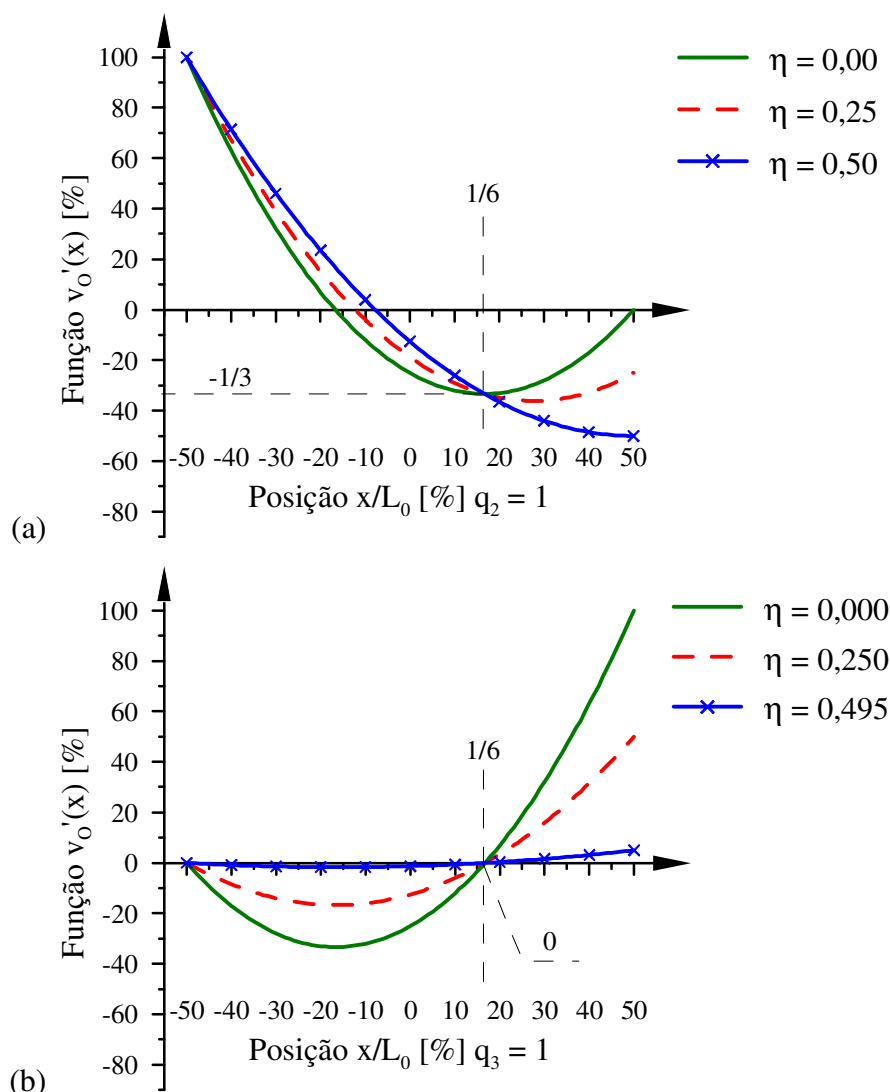 100
80
60
40
20
0
-20
-40
-60
-80
Função v_O'(x) [%]
η = 0,00
η = 0,25
η = 0,50
1/6
-1/3
-50 -40 -30 -20 -10 0 10 20 30 40 50
Posição x/L_0 [%] q_2 = 1
(a)
100
80
60
40
20
0
-20
-40
-60
-80
Função v_O'(x) [%]
η = 0,000
η = 0,250
η = 0,495
1/6
0
-50 -40 -30 -20 -10 0 10 20 30 40 50
Posição x/L_0 [%] q_3 = 1
(b)